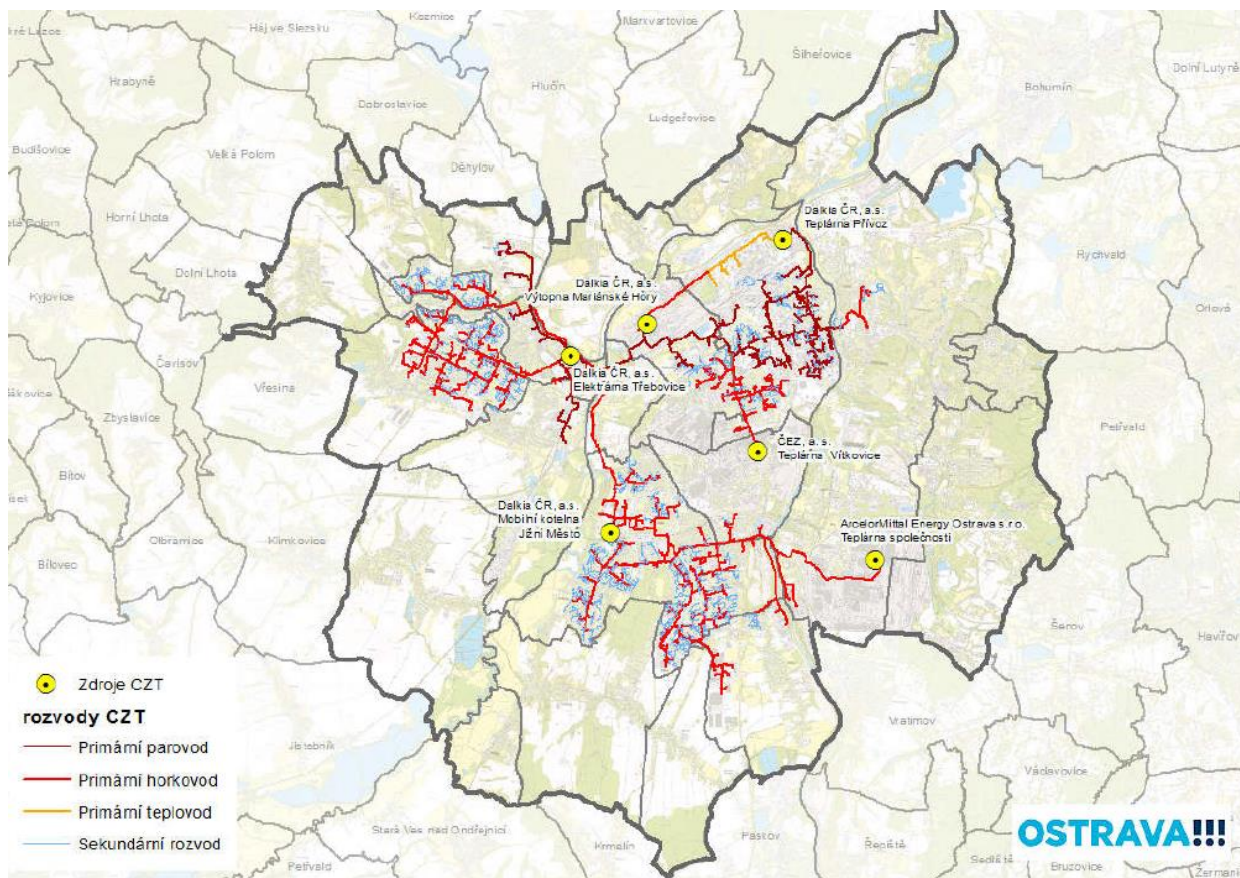 Kozmice
Markvartovice
Háj ve Slezsku
Šilheřovice
Hrabyně
Hlučín
Dolní Lutyně
Bohumín
Dobroslavice
Ludgeřovice
Budišovice
Velká Polom
Děhylov
Horní Lhota
Dalkia ČR, a.s.
Teplárna Přívoz
Rychvald
Dolní Lhota
Kyjovice
Dalkia ČR, a.s.
Výtopna Mariánské Hory
Orlová
Čavisov
Dalkia ČR, a.s.
Elektrárna Třebovice
Vřesina
Zbyslavice
Petřvald
ČEZ, a. s.
Teplárna Vítkovice
Bítov
Dalkia ČR, a.s.
Mobilní kotelna
Jižní Město
ArcelorMittal Energy Ostrava s.r.o.
Teplárna společnosti
Olbramice
Klimkovice
Bílovec
Šenov
Havířov
Zdroje CZT
rozvody CZT
Primární parovod
Primární horkovod
Primární teplovod
Sekundární rozvod
Jistebník
Vratimov
Václavovice
Stará Ves nad Ondřejnicí
Krmelín
Paskov
Řepiště
Petřvald
Sedliště
Bruzovice
OSTRAVA!!!